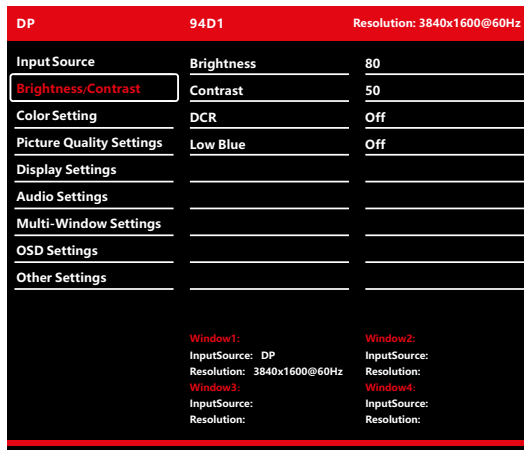 DP 94D1 Resolution: 3840x1600@60Hz
Input Source Brightness 80
Brightness/Contrast Contrast 50
Color Setting DCR Off
Picture Quality Settings Low Blue Off
Display Settings
Audio Settings
Multi-Window Settings
OSD Settings
Other Settings
Window1: Window2:
InputSource: DP InputSource:
Resolution: 3840x1600@60Hz Resolution:
Window3: Window4:
InputSource: InputSource:
Resolution: Resolution: